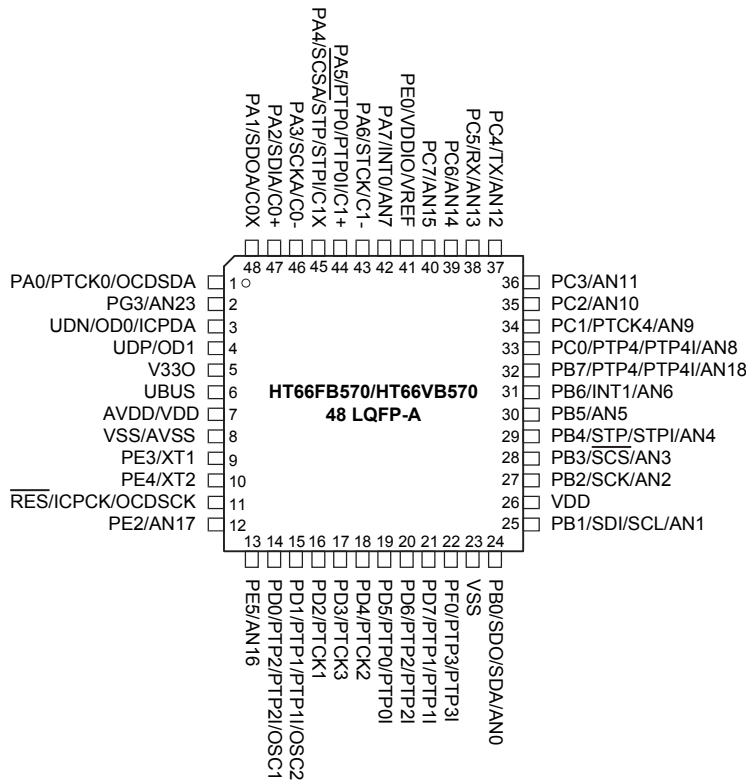 PA1/SDOA/C0X
PA2/SDIA/C0+
PA3/SCKA/C0-
PA4/SCSA/STP/STPI/C1X
PA5/PTP0/PTP0I/C1+
PA6/STCK/C1-
PA7/INT0/AN7
PE0/VDDIO/VREF
PC7/AN15
PC6/AN14
PC5/RX/AN13
PC4/TX/AN12
48 47 46 45 44 43 42 41 40 39 38 37
PA0/PTCK0/OCDSDA 1
PG3/AN23 2
UDN/OD0/ICPDA 3
UDP/OD1 4
V33O 5
UBUS 6
AVDD/VDD 7
VSS/AVSS 8
PE3/XT1 9
PE4/XT2 10
RES/ICPCK/OCDSCK 11
PE2/AN17 12
HT66FB570/HT66VB570
48 LQFP-A
36 PC3/AN11
35 PC2/AN10
34 PC1/PTCK4/AN9
33 PC0/PTP4/PTP4I/AN8
32 PB7/PTP4/PTP4I/AN18
31 PB6/INT1/AN6
30 PB5/AN5
29 PB4/STP/STPI/AN4
28 PB3/SCS/AN3
27 PB2/SCK/AN2
26 VDD
25 PB1/SDI/SCL/AN1
13 14 15 16 17 18 19 20 21 22 23 24
PE5/AN16
PD0/PTP2/PTP2I/OSC1
PD1/PTP1/PTP1I/OSC2
PD2/PTCK1
PD3/PTCK3
PD4/PTCK2
PD5/PTP0/PTP0I
PD6/PTP2/PTP2I
PD7/PTP1/PTP1I
PF0/PTP3/PTP3I
VSS
PB0/SDO/SDA/AN0